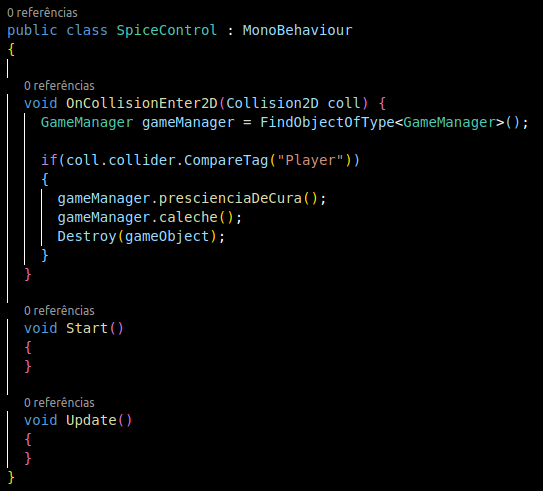 0 referências
public class SpiceControl : MonoBehaviour
{
0 referências
void OnCollisionEnter2D(Collision2D coll) {
GameManager gameManager = FindObjectOfType<GameManager>();
if(coll.collider.CompareTag("Player"))
{
gameManager.prescienciaDeCura();
gameManager.caleche();
Destroy(gameObject);
}
}
0 referências
void Start()
{
}
0 referências
void Update()
{
}
}